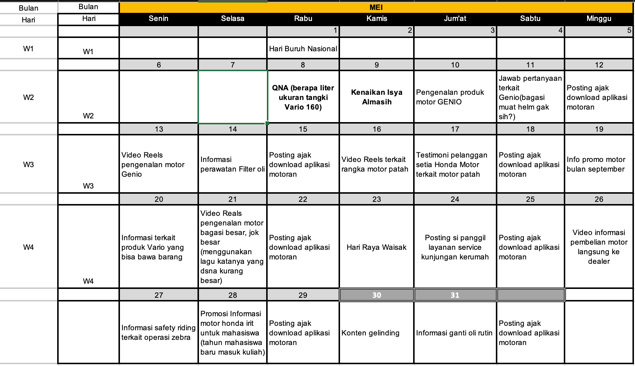 Bulan Bulan MEI
Hari Hari Senin Selasa Rabu Kamis Jum'at Sabtu Minggu
1 2 3 4 5
W1 W1 Hari Buruh Nasional
6 7 8 9 10 11 12
W2
W2
QNA (berapa liter
ukuran tangki
Vario 160)
Kenaikan Isya
Almasih
Pengenalan produk
motor GENIO
Jawab pertanyaan
terkait
Genio(bagasi
muat helm gak
sih?)
Posting aja
download aplikasi
motoran
13 14 15 16 17 18 19
W3
W3
Video Reels
pengenalan motor
Genio
Informasi
perawatan Filter oli
Posting aja
download aplikasi
motoran
Video Reels terkait
rangka motor patah
Testimoni pelanggan
setia Honda Motor
terkait motor patah
Posting aja
download aplikasi
motoran
Info promo motor
bulan september
20 21 22 23 24 25 26
W4
W4
Informasi terkait
produk Vario yang
bisa bawa barang
Video Reals
pengenalan motor
bagasi besar, jok
besar
(menggunakan
lagu katanya yang
dsna kurang
besar)
Posting aja
download aplikasi
motoran
Hari Raya Waisak
Posting si panggil
layanan service
kunjungan kerumah
Posting aja
download aplikasi
motoran
Video informasi
pembelian motor
langsung ke
dealer
27 28 29 30 31
Informasi safety riding
terkait operasi zebra
Promosi Informasi
motor honda irit
untuk mahasiswa
(tahun mahasiswa
baru masuk kuliah)
Posting aja
download aplikasi
motoran
Konten gelinding
Informasi ganti oli rutin
Posting aja
download aplikasi
motoran